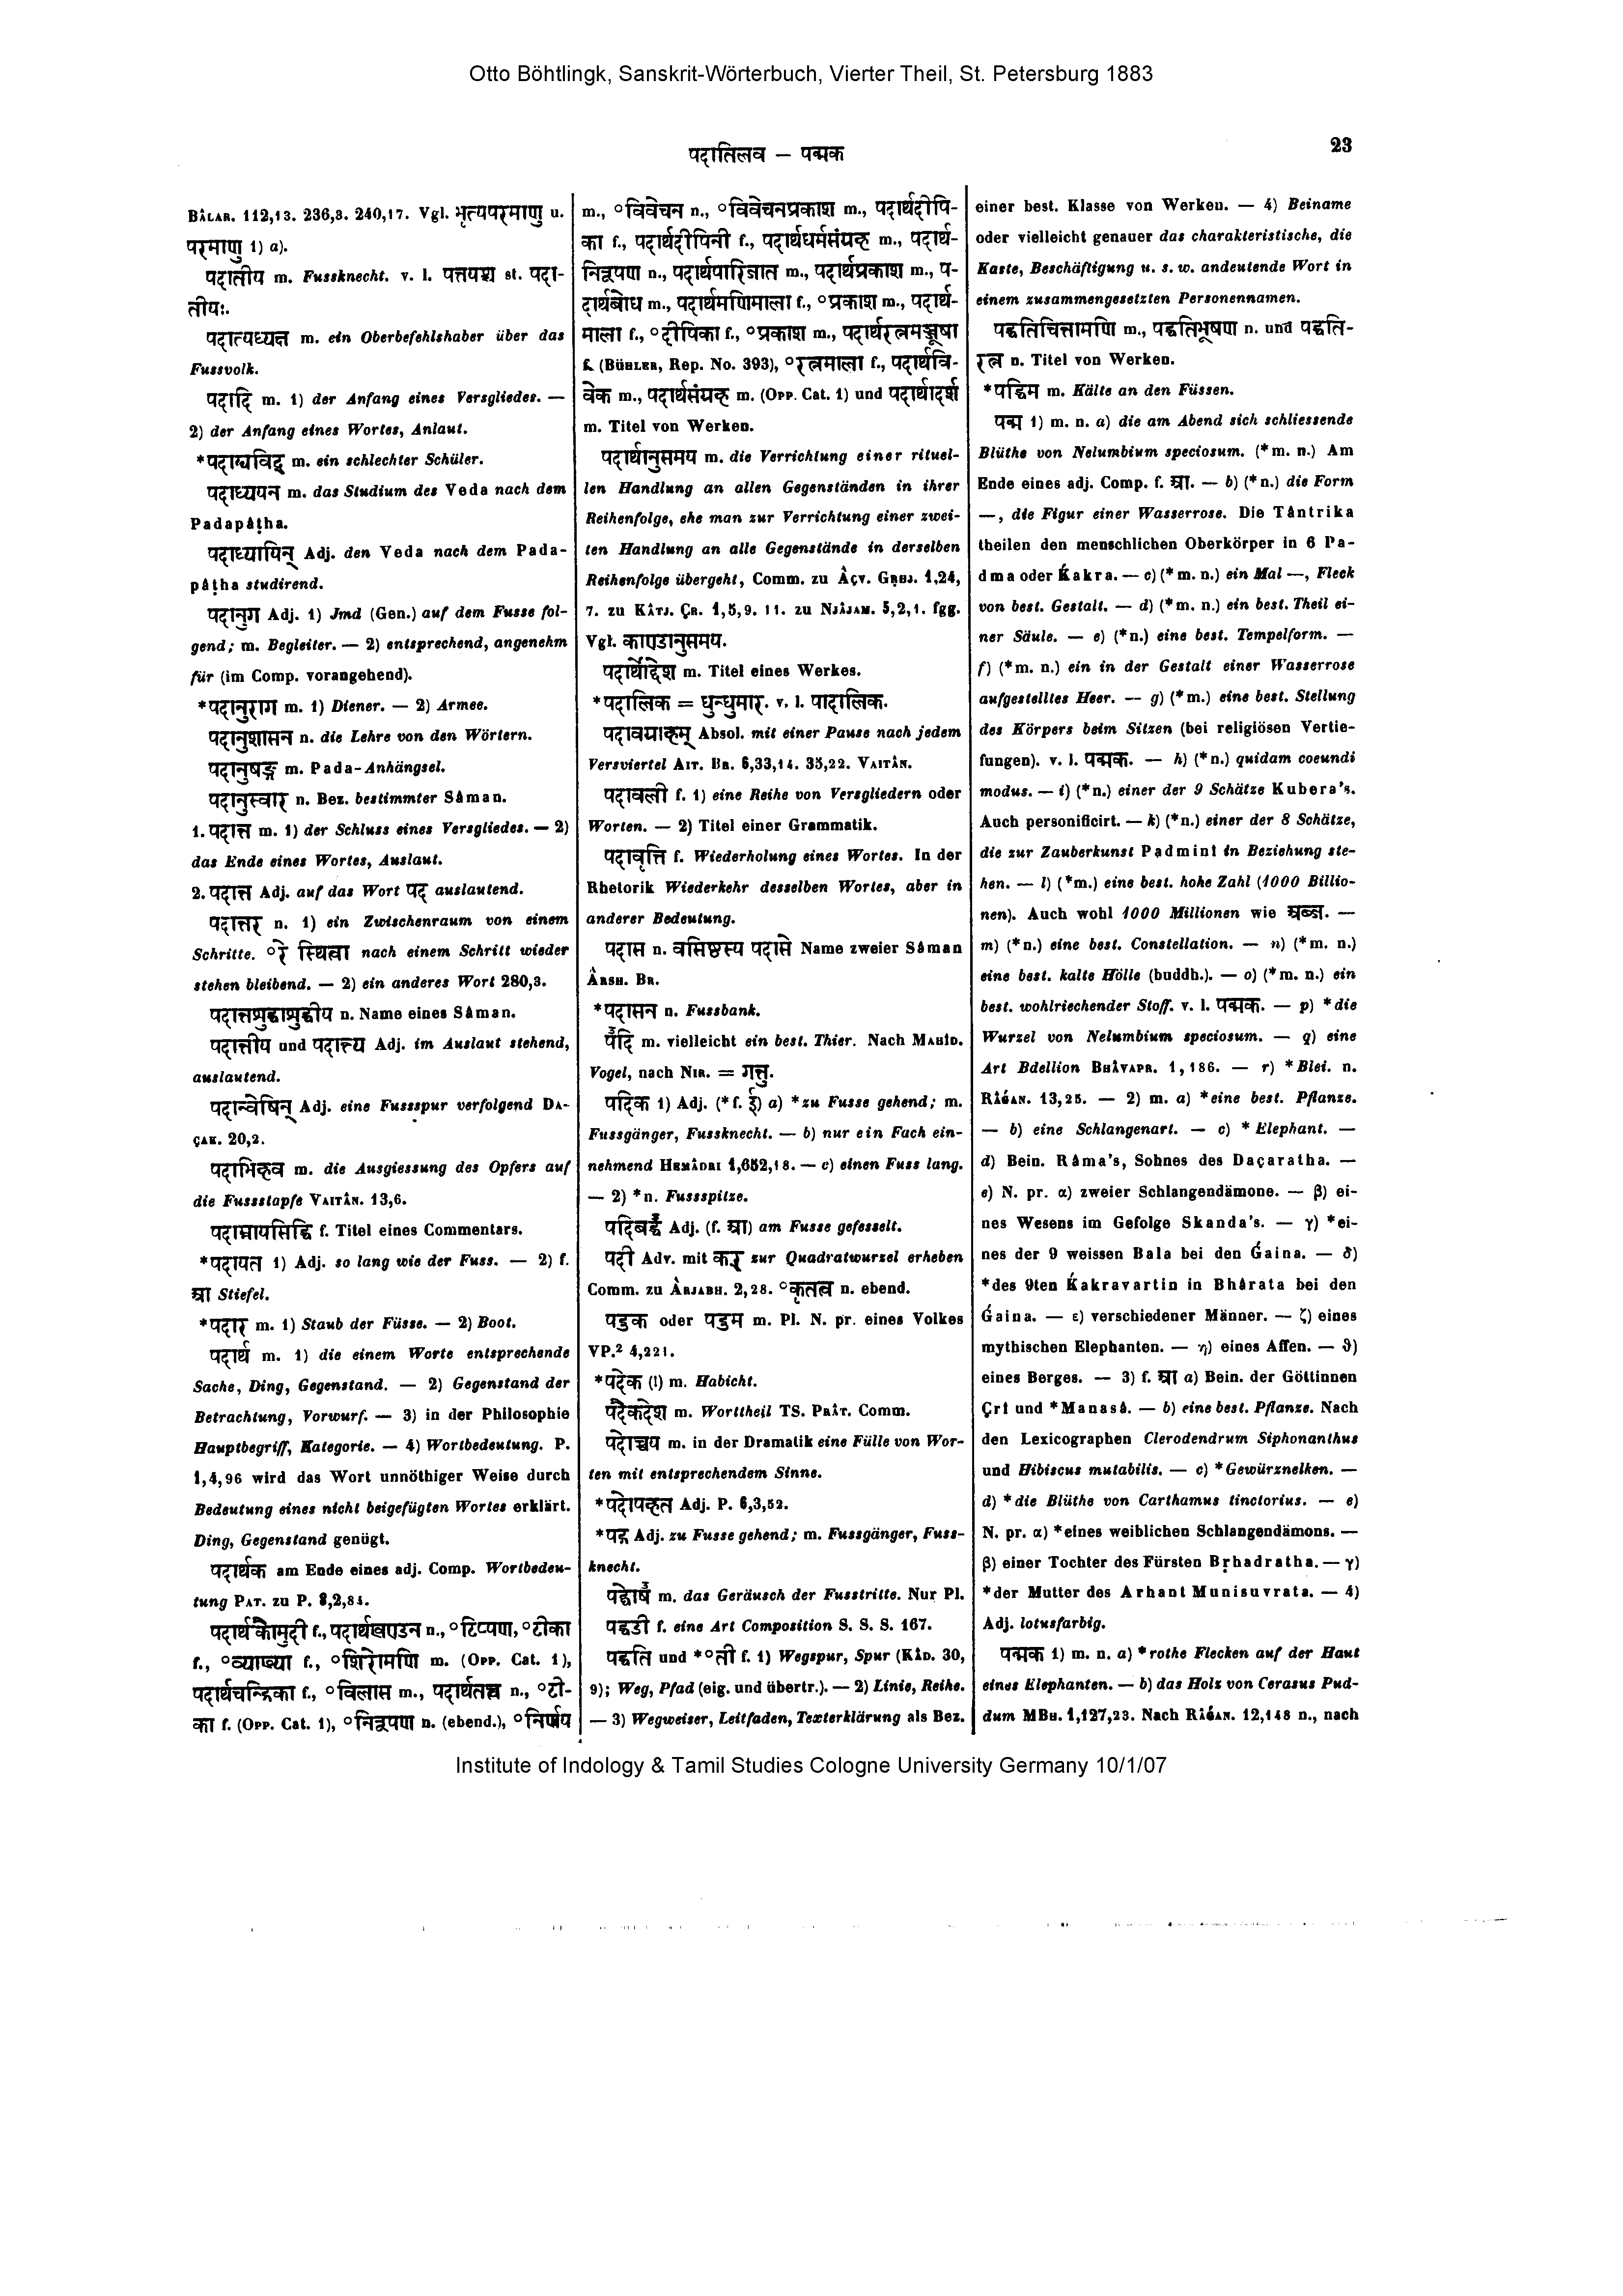 Otto Böhtlingk, Sanskrit-Wörterbuch, Vierter Theil, St. Petersburg 1883
पदातिलव — पद्मक
23
BÂLAR. 112,13. 236,3. 240,17. Vgl. भृत्यपरमाणु u.
परमाणु 1) a).
पदातीय m. Fussknecht. v. l. पत्तयश्च st. पदा-
तीयः.
पदात्यध्यक्ष m. ein Oberbefehlshaber über das
Fussvolk.
पदादि m. 1) der Anfang eines Versgliedes. —
2) der Anfang eines Wortes, Anlaut.
*पदाद्यविद् m. ein schlechter Schüler.
पदाध्ययन m. das Studium des Veda nach dem
Padapâṭha.
पदाध्यायिन् Adj. den Veda nach dem Pada-
pâṭha studirend.
पदानुग Adj. 1) Jmd (Gen.) auf dem Fusse fol-
gend; m. Begleiter. — 2) entsprechend, angenehm
für (im Comp. vorangehend).
*पदानुराग m. 1) Diener. — 2) Armee.
पदानुशासन n. die Lehre von den Wörtern.
पदानुषङ्ग m. Pada-Anhängsel.
पदानुस्वार n. Bez. bestimmter Sâman.
1. पदान्त m. 1) der Schluss eines Versgliedes. — 2)
das Ende eines Wortes, Auslaut.
2. पदान्त Adj. auf das Wort पद auslautend.
पदान्तर n. 1) ein Zwischenraum von einem
Schritte. °रे स्थित्वा nach einem Schritt wieder
stehen bleibend. — 2) ein anderes Wort 280,3.
पदान्तशुद्धाशुद्धीय n. Name eines Sâman.
पदान्तीय und पदान्त्य Adj. im Auslaut stehend,
auslautend.
पदान्वेषिन् Adj. eine Fussspur verfolgend DA-
ÇAK. 20,2.
पदाभिहव m. die Ausgiessung des Opfers auf
die Fussstapfe VAITÂN. 13,6.
पदाम्नायसिद्धि f. Titel eines Commentars.
*पदायत 1) Adj. so lang wie der Fuss. — 2) f.
आ Stiefel.
*पदार m. 1) Staub der Füsse. — 2) Boot.
पदार्थ m. 1) die einem Worte entsprechende
Sache, Ding, Gegenstand. — 2) Gegenstand der
Betrachtung, Vorwurf. — 3) in der Philosophie
Hauptbegriff, Kategorie. — 4) Wortbedeutung. P.
1,4,96 wird das Wort unnöthiger Weise durch
Bedeutung eines nicht beigefügten Wortes erklärt.
Ding, Gegenstand genügt.
पदार्थक am Ende eines adj. Comp. Wortbedeu-
tung PAT. zu P. 8,2,84.
पदार्थकौमुदी f., पदार्थखण्डन n., °टिप्पण, °टीका
f., °व्याख्या f., °शिरोमणि m. (OPP. Cat. 1),
पदार्थचन्द्रिका f., °विलास m., पदार्थतत्त्व n., °टी-
का f. (OPP. Cat. 1), °निरूपण n. (ebend.), °निर्णय
m., °विवेचन n., °विवेचनप्रकाश m., पदार्थदीपि-
का f., पदार्थदीपिनी f., पदार्थधर्मसंग्रह m., पदार्थ-
निरूपण n., पदार्थपारिजात m., पदार्थप्रकाश m., प-
दार्थबोध m., पदार्थमणिमाला f., °प्रकाश m., पदार्थ-
माला f., °दीपिका f., °प्रकाश m., पदार्थरत्नमञ्जूषा
f. (BÜHLER, Rep. No. 393), °रत्नमाला f., पदार्थवि-
वेक m., पदार्थसंग्रह m. (OPP. Cat. 1) und पदार्थादर्श
m. Titel von Werken.
पदार्थानुसमय m. die Verrichtung einer rituel-
len Handlung an allen Gegenständen in ihrer
Reihenfolge, ehe man zur Verrichtung einer zwei-
ten Handlung an alle Gegenstände in derselben
Reihenfolge übergeht, Comm. zu ÂÇV. GṚHJ. 1,24,
7. zu KÂTJ. ÇR. 1,5,9. 11. zu NJÂJAM. 5,2,1. fgg.
Vgl. काण्डानुसमय.
पदार्थोद्देश m. Titel eines Werkes.
*पदालिक = धुन्धुमार. v. l. पादालिक.
पदावग्राहम् Absol. mit einer Pause nach jedem
Versviertel AIT. BR. 6,33,14. 35,22. VAITÂN.
पदावली f. 1) eine Reihe von Versgliedern oder
Worten. — 2) Titel einer Grammatik.
पदावृत्ति f. Wiederholung eines Wortes. In der
Rhetorik Wiederkehr desselben Wortes, aber in
anderer Bedeutung.
पदास n. वसिष्ठस्य पदासे Name zweier Sâman
ÂRSH. BR.
*पदासन n. Fussbank.
पदि m. vielleicht ein best. Thier. Nach MAHÎD.
Vogel, nach NIR. = गन्तु.
पदिक 1) Adj. (*f. ई) a) *zu Fusse gehend; m.
Fussgänger, Fussknecht. — b) nur ein Fach ein-
nehmend HEMÂDRI 1,652,18. — c) einen Fuss lang.
— 2) *n. Fussspitze.
पदिबद्ध Adj. (f. आ) am Fusse gefesselt.
पदी Adv. mit कर् zur Quadratwurzel erheben
Comm. zu ÂRJABH. 2,28. °कृतत्व n. ebend.
पडुक oder पडुम m. Pl. N. pr. eines Volkes
VP.² 4,221.
*पदेक (!) m. Habicht.
पदैकदेश m. Worttheil TS. PRÂT. Comm.
पदोच्चय m. in der Dramatik eine Fülle von Wor-
ten mit entsprechendem Sinne.
*पदोपहत Adj. P. 6,3,52.
*पद्ग Adj. zu Fusse gehend; m. Fussgänger, Fuss-
knecht.
पद्घोष m. das Geräusch der Fusstritte. Nur Pl.
पद्धडी f. eine Art Composition S. S. S. 167.
पद्धति und *°ती f. 1) Wegspur, Spur (KÂD. 30,
9); Weg, Pfad (eig. und übertr.). — 2) Linie, Reihe.
— 3) Wegweiser, Leitfaden, Texterklärung als Bez.
einer best. Klasse von Werken. — 4) Beiname
oder vielleicht genauer das charakteristische, die
Kaste, Beschäftigung u. s. w. andeutende Wort in
einem zusammengesetzten Personennamen.
पद्धतिचिन्तामणि m., पद्धतिभूषण n. und पद्धति-
रत्न n. Titel von Werken.
*पद्धिम m. Kälte an den Füssen.
पद्म 1) m. n. a) die am Abend sich schliessende
Blüthe von Nelumbium speciosum. (*m. n.) Am
Ende eines adj. Comp. f. आ. — b) (*n.) die Form
—, die Figur einer Wasserrose. Die Tântrika
theilen den menschlichen Oberkörper in 6 Pa-
dma oder Ḱakra. — c) (*m. n.) ein Mal —, Fleck
von best. Gestalt. — d) (*m. n.) ein best. Theil ei-
ner Säule. — e) (*n.) eine best. Tempelform. —
f) (*m. n.) ein in der Gestalt einer Wasserrose
aufgestelltes Heer. — g) (*m.) eine best. Stellung
des Körpers beim Sitzen (bei religiösen Vertie-
fungen). v. l. पद्मक. — h) (*n.) quidam coeundi
modus. — i) (*n.) einer der 9 Schätze Kubera's.
Auch personificirt. — k) (*n.) einer der 8 Schätze,
die zur Zauberkunst Padminî in Beziehung ste-
hen. — l) (*m.) eine best. hohe Zahl (1000 Billio-
nen). Auch wohl 1000 Millionen wie अब्ज. —
m) (*n.) eine best. Constellation. — n) (*m. n.)
eine best. kalte Hölle (buddh.). — o) (*m. n.) ein
best. wohlriechender Stoff. v. l. पद्मक. — p) *die
Wurzel von Nelumbium speciosum. — q) eine
Art Bdellion BHÂVAPR. 1,186. — r) *Blei. n.
RÂǴAN. 13,25. — 2) m. a) *eine best. Pflanze.
— b) eine Schlangenart. — c) *Elephant. —
d) Bein. Râma's, Sohnes des Daçaratha. —
e) N. pr. α) zweier Schlangendämone. — β) ei-
nes Wesens im Gefolge Skanda's. — γ) *ei-
nes der 9 weissen Bala bei den Ǵaina. — δ)
*des 9ten Ḱakravartin in Bhârata bei den
Ǵaina. — ε) verschiedener Männer. — ζ) eines
mythischen Elephanten. — η) eines Affen. — ϑ)
eines Berges. — 3) f. आ a) Bein. der Göttinnen
Çrî und *Manasâ. — b) eine best. Pflanze. Nach
den Lexicographen Clerodendrum Siphonanthus
und Hibiscus mutabilis. — c) *Gewürznelken. —
d) *die Blüthe von Carthamus tinctorius. — e)
N. pr. α) *eines weiblichen Schlangendämons. —
β) einer Tochter des Fürsten Bṛhadratha. — γ)
*der Mutter des Arhant Munisuvrata. — 4)
Adj. lotusfarbig.
पद्मक 1) m. n. a) *rothe Flecken auf der Haut
eines Elephanten. — b) das Holz von Cerasus Pud-
dum MBH. 1,127,23. Nach RÂǴAN. 12,148 n., nach
Institute of Indology & Tamil Studies Cologne University Germany 10/1/07